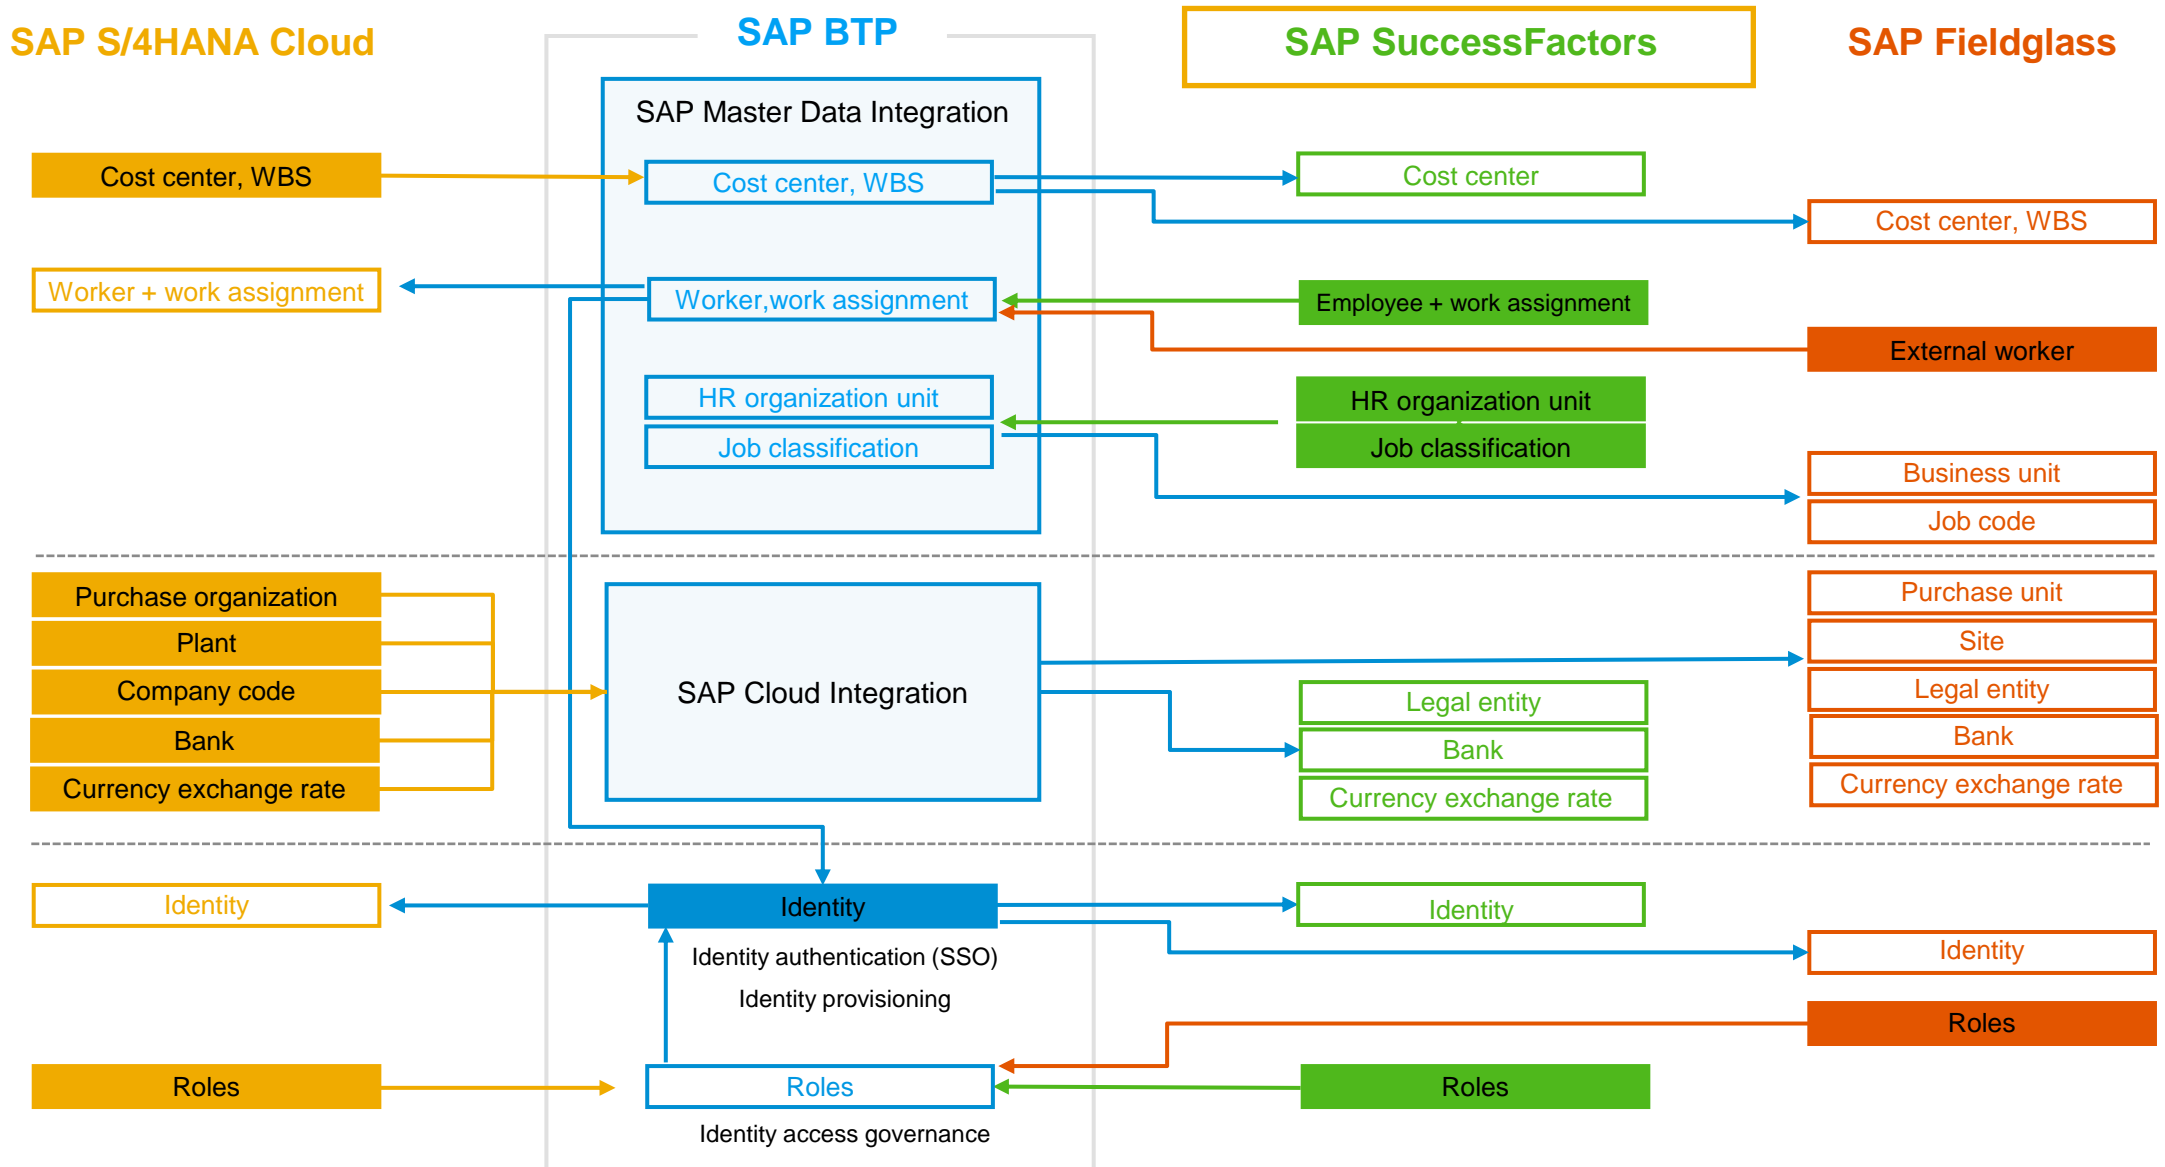 SAP S/4HANA Cloud
SAP BTP
SAP SuccessFactors
SAP Fieldglass
SAP Master Data Integration
Cost center, WBS
Cost center, WBS
Cost center
Cost center, WBS
Worker + work assignment
Worker,work assignment
Employee + work assignment
External worker
HR organization unit
HR organization unit
Job classification
Job classification
Business unit
Job code
Purchase organization
Plant
Company code
Bank
Currency exchange rate
SAP Cloud Integration
Legal entity
Bank
Currency exchange rate
Purchase unit
Site
Legal entity
Bank
Currency exchange rate
Identity
Identity
Identity
Identity
Identity authentication (SSO)
Identity provisioning
Roles
Roles
Roles
Roles
Identity access governance